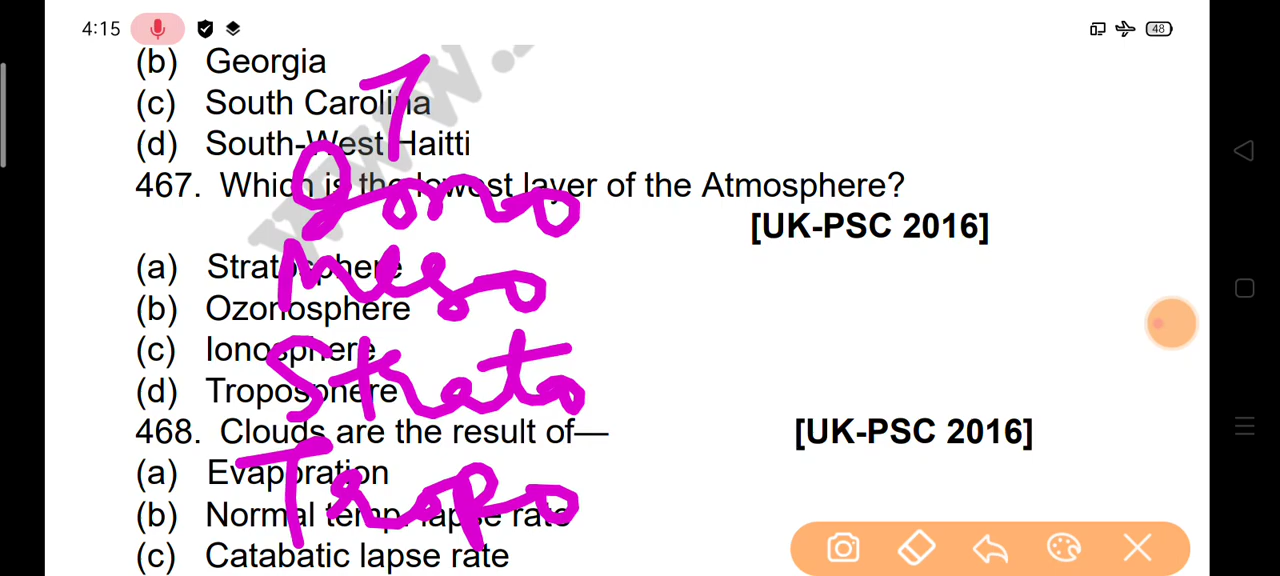 4:15 48
(b) Georgia
(c) South Carolina
(d) South-West Haitti
467. Which is the lowest layer of the Atmosphere?
[UK-PSC 2016]
(a) Stratosphere
(b) Ozonosphere
(c) Ionosphere
(d) Troposphere
468. Clouds are the result of—
[UK-PSC 2016]
(a) Evaporation
(b) Normal temp. lapse rate
(c) Catabatic lapse rate
www.
Meso
Strato
Tropo